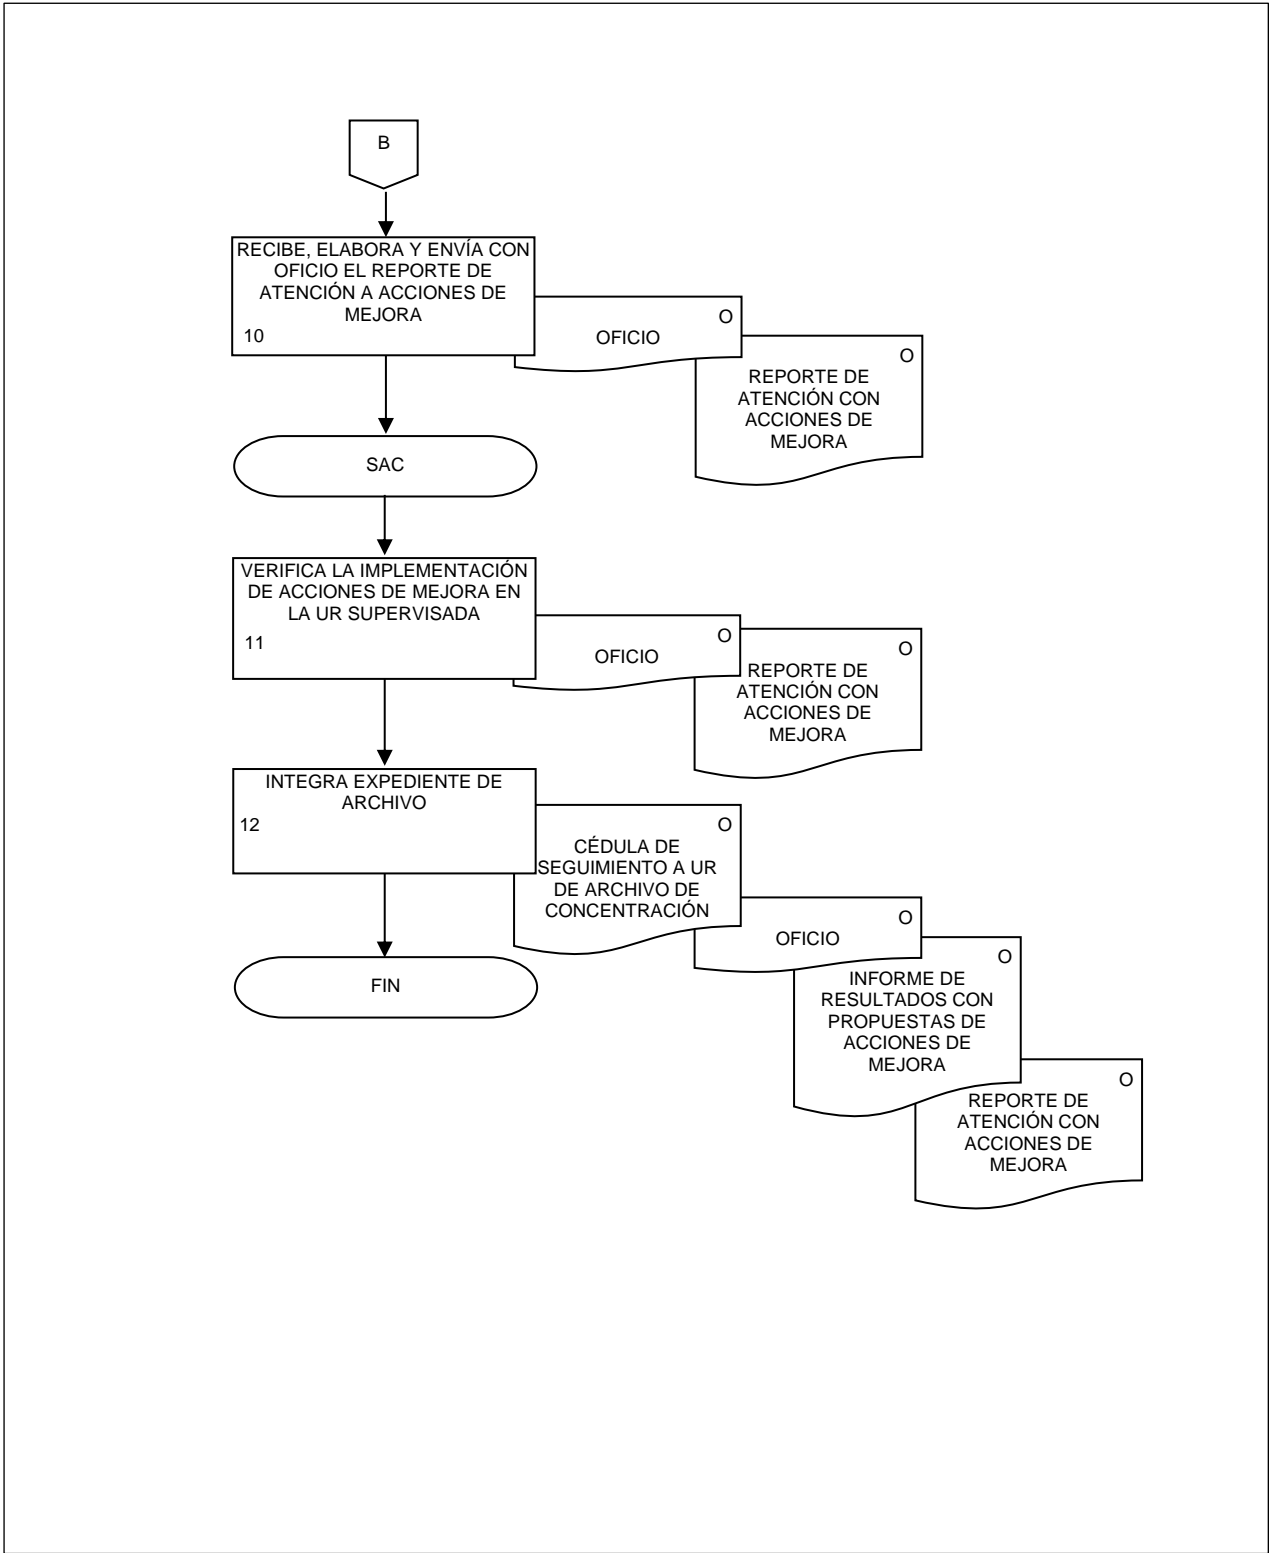 B
RECIBE, ELABORA Y ENVÍA CON
OFICIO EL REPORTE DE
ATENCIÓN A ACCIONES DE
MEJORA
10
O
OFICIO
O
REPORTE DE
ATENCIÓN CON
ACCIONES DE
MEJORA
SAC
VERIFICA LA IMPLEMENTACIÓN
DE ACCIONES DE MEJORA EN
LA UR SUPERVISADA
11
O
OFICIO
O
REPORTE DE
ATENCIÓN CON
ACCIONES DE
MEJORA
INTEGRA EXPEDIENTE DE
ARCHIVO
12
O
CÉDULA DE
SEGUIMIENTO A UR
DE ARCHIVO DE
CONCENTRACIÓN
O
OFICIO
O
INFORME DE
RESULTADOS CON
PROPUESTAS DE
ACCIONES DE
MEJORA
O
REPORTE DE
ATENCIÓN CON
ACCIONES DE
MEJORA
FIN